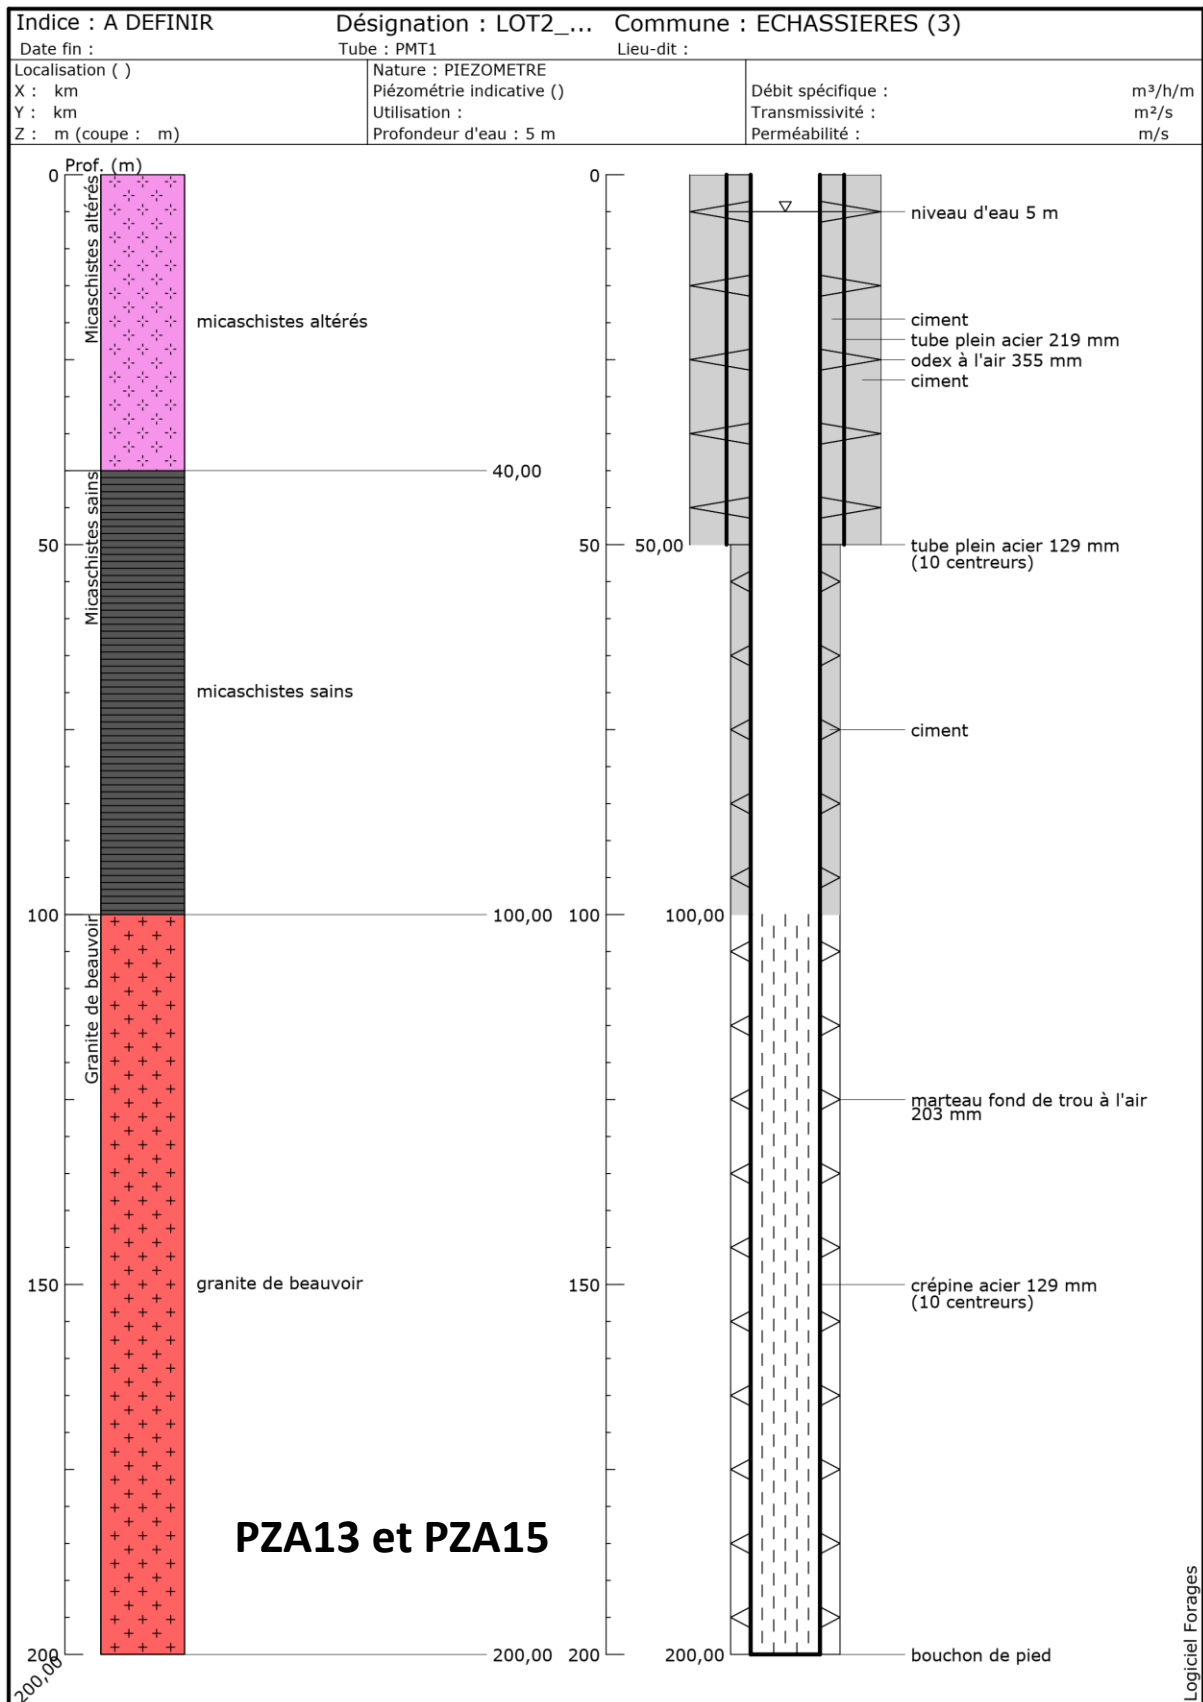 Indice : A DEFINIR Désignation : LOT2_... Commune : ECHASSIERES (3)
Date fin : Tube : PMT1 Lieu-dit :
Localisation ( )
X : km
Y : km
Z : m (coupe : m)
Nature : PIEZOMETRE
Piézométrie indicative ()
Utilisation :
Profondeur d'eau : 5 m
Débit spécifique : m³/h/m
Transmissivité : m²/s
Perméabilité : m/s
Prof. (m)
0
50
100
150
200
200,00
Micaschistes altérés
Micaschistes sains
Granite de beauvoir
micaschistes altérés
40,00
micaschistes sains
100,00
granite de beauvoir
200,00
PZA13 et PZA15
0
50
100
150
200
50,00
100,00
200,00
niveau d'eau 5 m
ciment
tube plein acier 219 mm
odex à l'air 355 mm
ciment
tube plein acier 129 mm
(10 centreurs)
ciment
marteau fond de trou à l'air
203 mm
crépine acier 129 mm
(10 centreurs)
bouchon de pied
Logiciel Forages